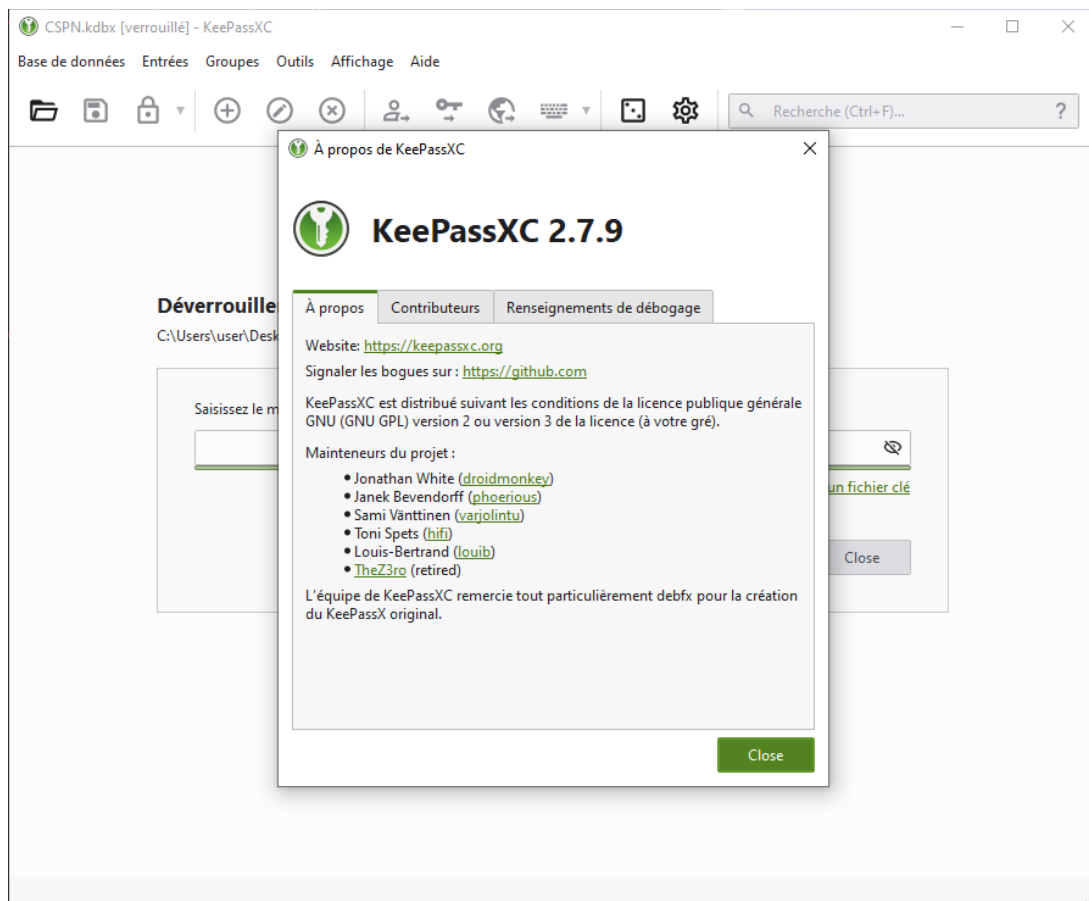 CSPN.kdbx [verrouillé] - KeePassXC
Base de données Entrées Groupes Outils Affichage Aide
Recherche (Ctrl+F)... ?
À propos de KeePassXC
KeePassXC 2.7.9
Déverrouille
À propos Contributeurs Renseignements de débogage
C:\Users\user\Desk
Website: https://keepassxc.org
Signaler les bogues sur : https://github.com
Saisissez le m
KeePassXC est distribué suivant les conditions de la licence publique générale
GNU (GNU GPL) version 2 ou version 3 de la licence (à votre gré).
Mainteneurs du projet :
• Jonathan White (droidmonkey)
• Janek Bevendorff (phoerious)
• Sami Vänttinen (varjolintu)
• Toni Spets (hifi)
• Louis-Bertrand (louib)
• TheZ3ro (retired)
un fichier clé
Close
L'équipe de KeePassXC remercie tout particulièrement debfx pour la création
du KeePassX original.
Close